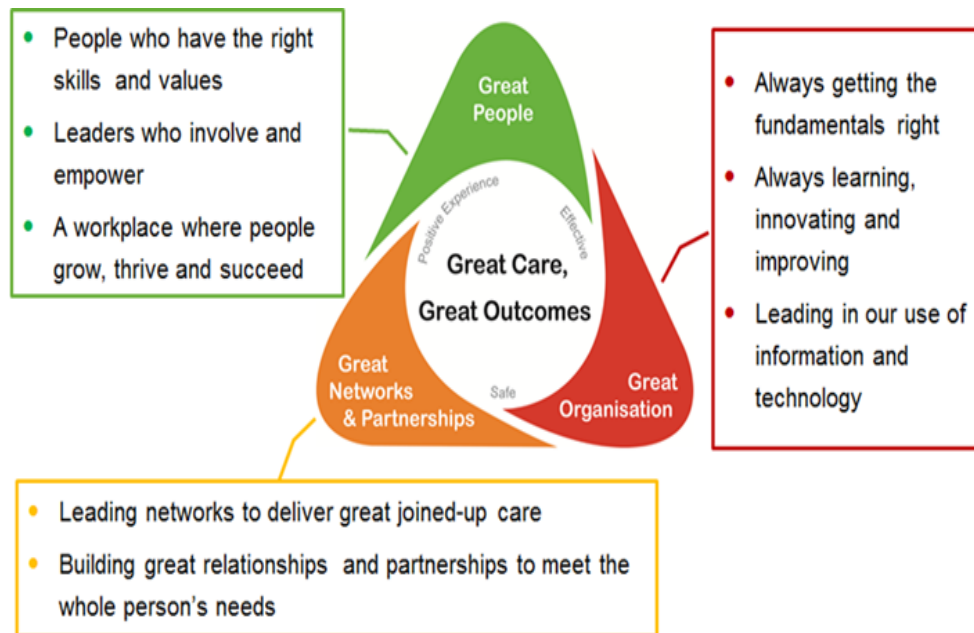 • People who have the right
skills and values
• Leaders who involve and
empower
• A workplace where people
grow, thrive and succeed
Great
People
• Always getting the
fundamentals right
• Always learning,
innovating and
improving
• Leading in our use of
information and
technology
Positive Experience
Effective
Great Care,
Great Outcomes
Safe
Great
Networks
& Partnerships
Great
Organisation
• Leading networks to deliver great joined-up care
• Building great relationships and partnerships to meet the
whole person's needs